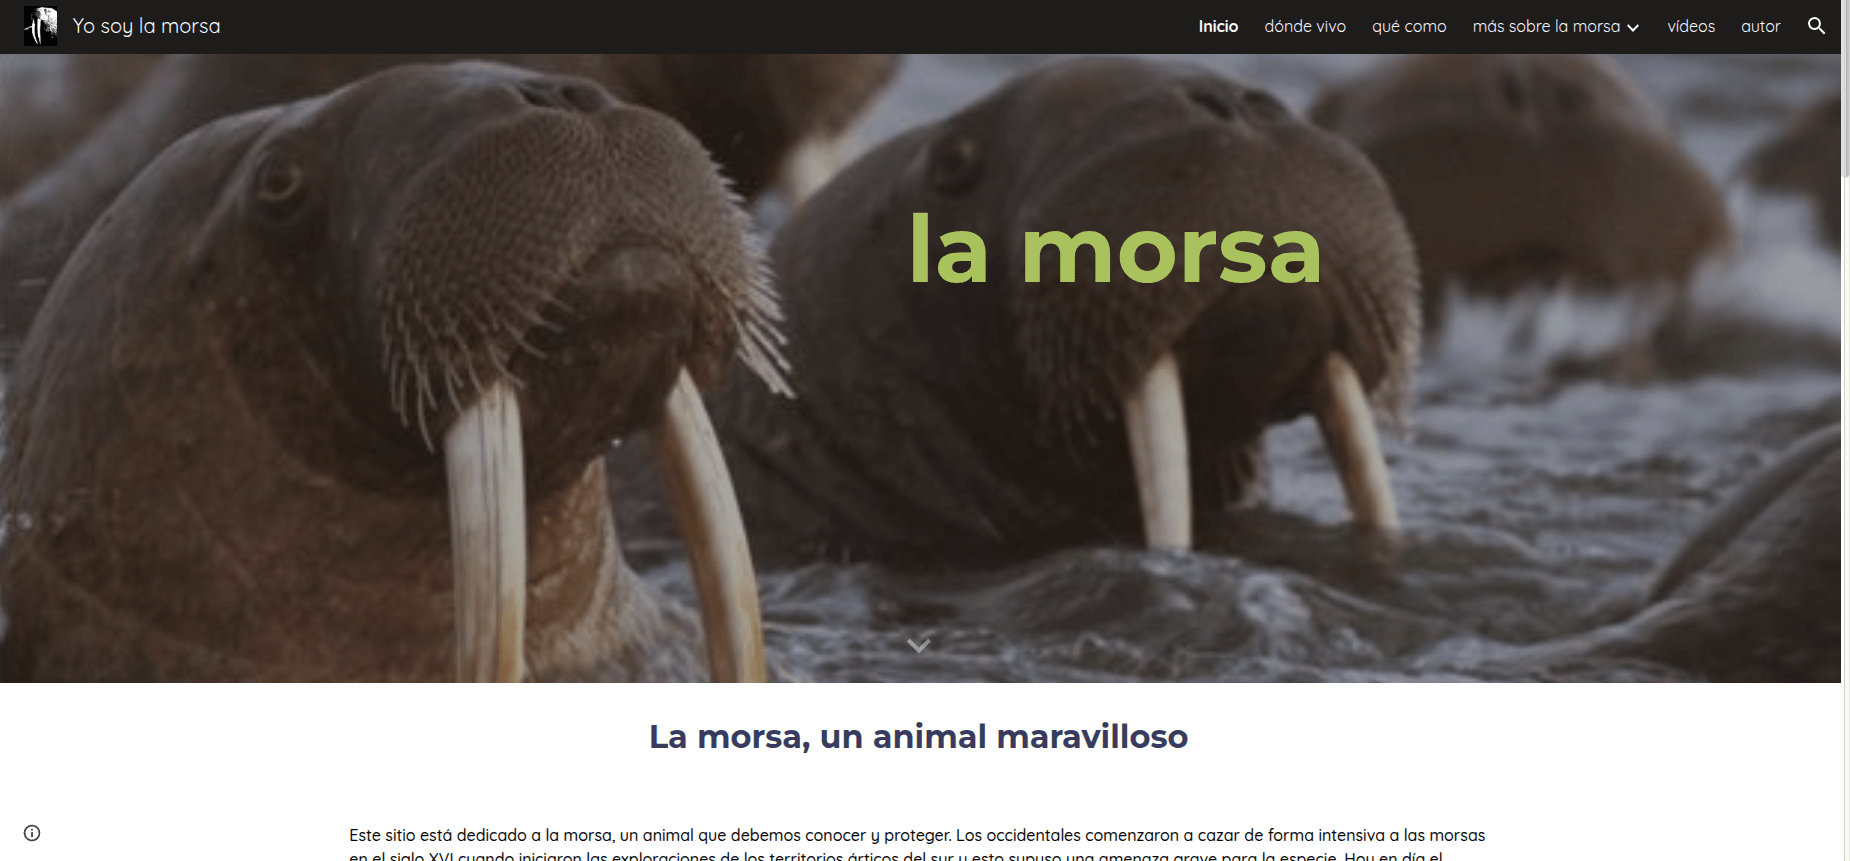 Yo soy la morsa
Inicio dónde vivo qué como más sobre la morsa vídeos autor
la morsa
La morsa, un animal maravilloso
Este sitio está dedicado a la morsa, un animal que debemos conocer y proteger. Los occidentales comenzaron a cazar de forma intensiva a las morsas
en el siglo XVI cuando iniciaron las exploraciones de los territorios árticos del sur y esto supuso una amenaza grave para la especie. Hoy en día el